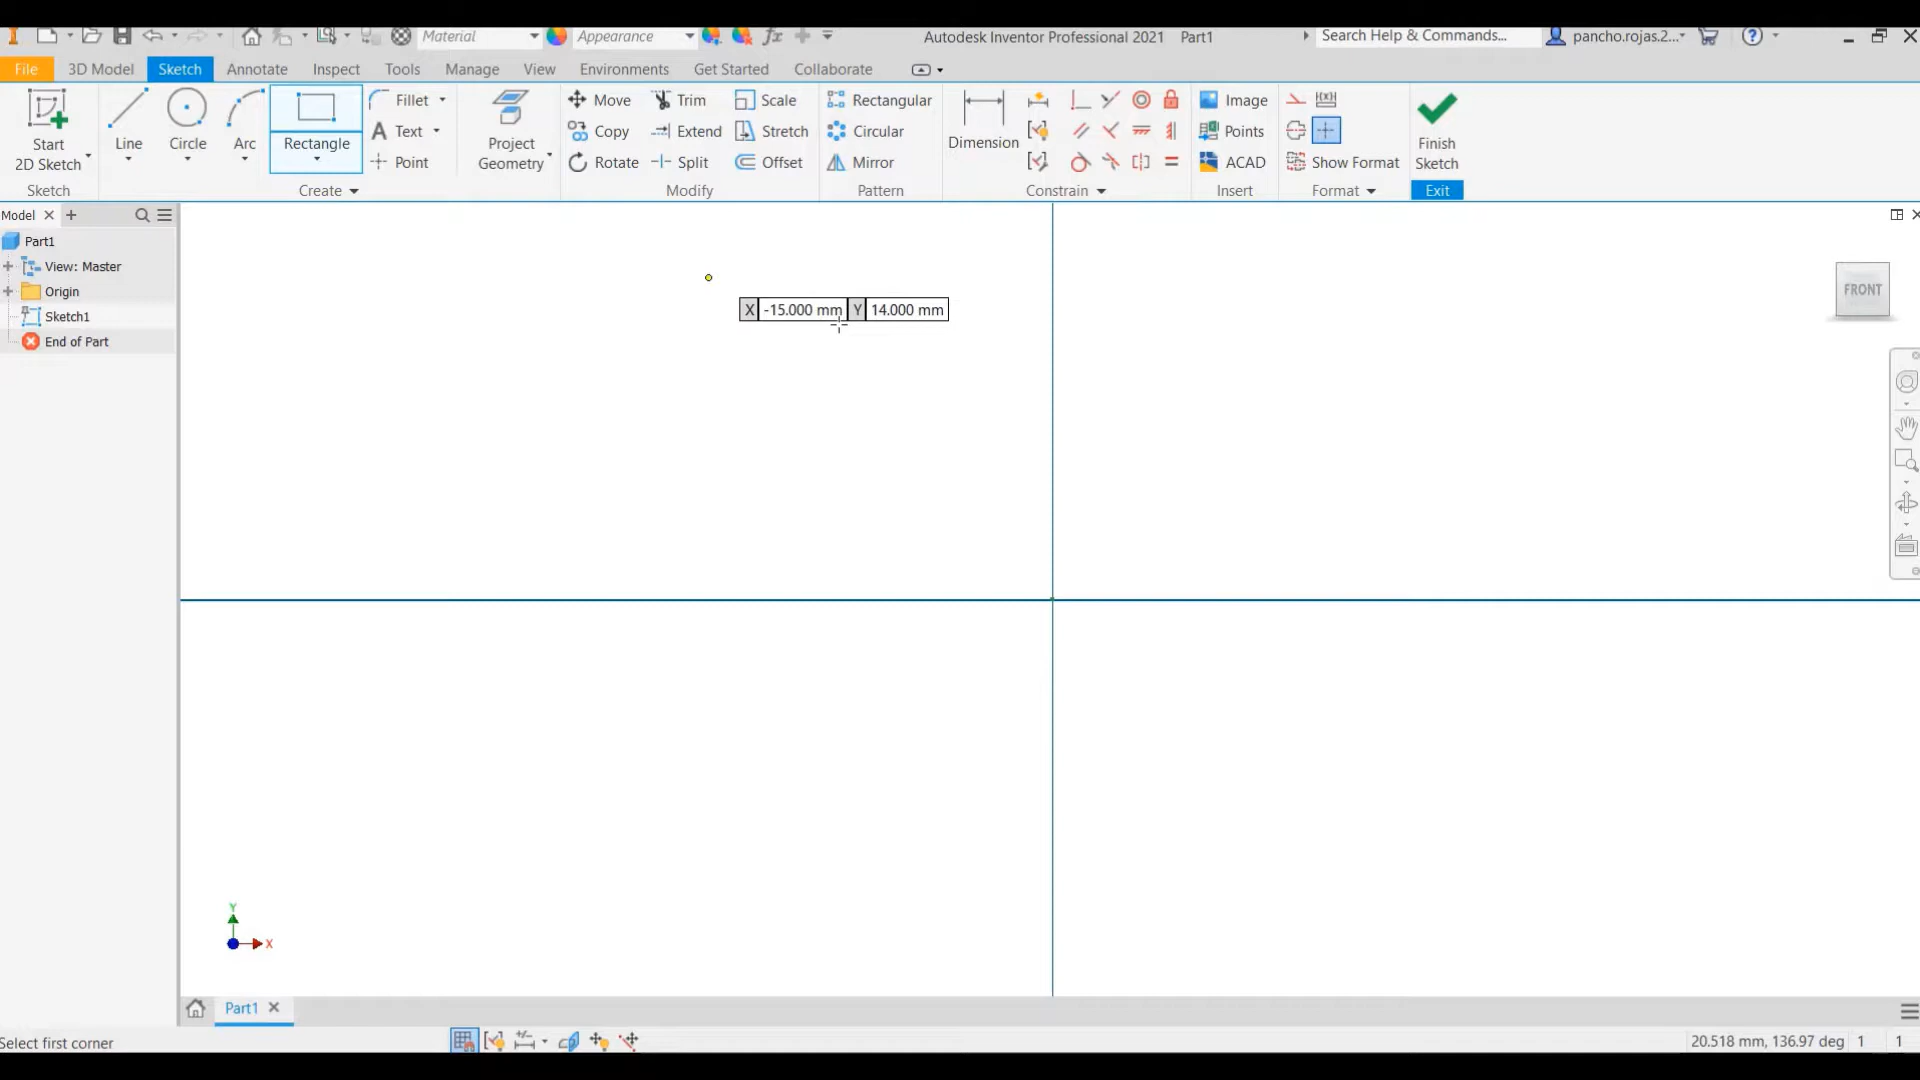 Material
Appearance
fx
Autodesk Inventor Professional 2021 Part1
Search Help & Commands...
pancho.rojas.2...
File 3D Model Sketch Annotate Inspect Tools Manage View Environments Get Started Collaborate
Start
2D Sketch
Sketch
Line
Circle
Arc
Rectangle
Fillet
Text
Point
Create
Project
Geometry
Move
Copy
Rotate
Trim
Extend
Split
Scale
Stretch
Offset
Modify
Rectangular
Circular
Mirror
Pattern
Dimension
Constrain
Image
Points
ACAD
Insert
Show Format
Format
Finish
Sketch
Exit
Model
Part1
View: Master
Origin
Sketch1
End of Part
X -15.000 mm Y 14.000 mm
FRONT
Y
X
Part1
Select first corner
20.518 mm, 136.97 deg 1 1